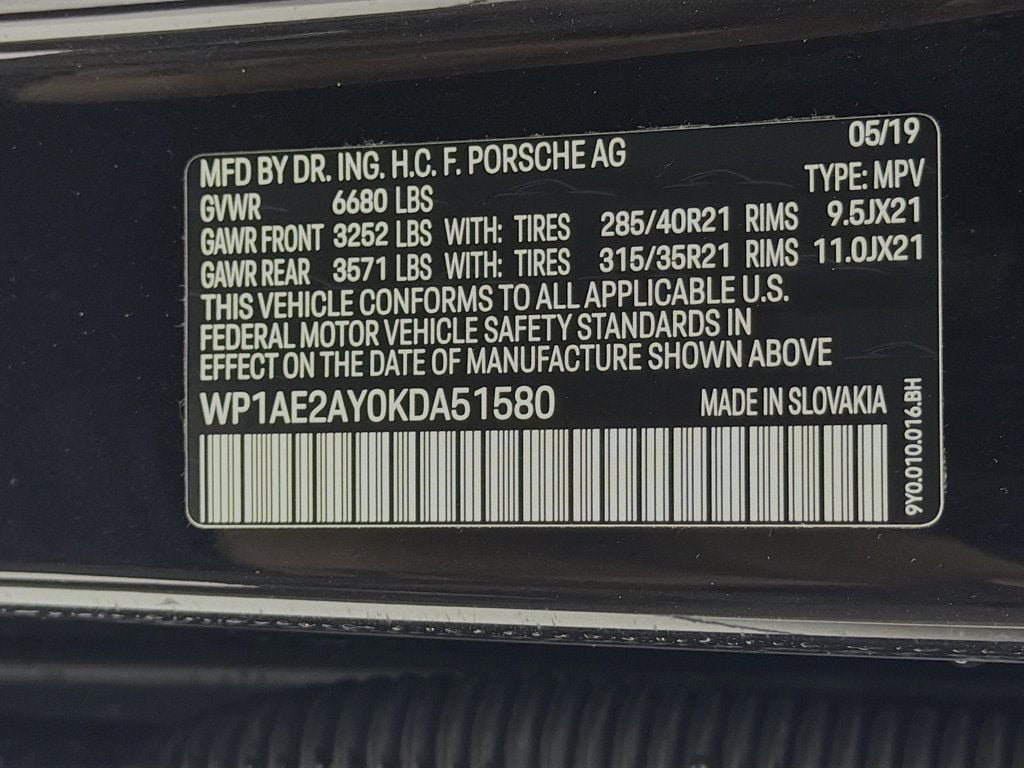 05/19
MFD BY DR. ING. H.C. F. PORSCHE AG TYPE: MPV
GVWR 6680 LBS
GAWR FRONT 3252 LBS WITH: TIRES 285/40R21 RIMS 9.5JX21
GAWR REAR 3571 LBS WITH: TIRES 315/35R21 RIMS 11.0JX21
THIS VEHICLE CONFORMS TO ALL APPLICABLE U.S.
FEDERAL MOTOR VEHICLE SAFETY STANDARDS IN
EFFECT ON THE DATE OF MANUFACTURE SHOWN ABOVE
WP1AE2AY0KDA51580 MADE IN SLOVAKIA
9Y0.010.016.BH